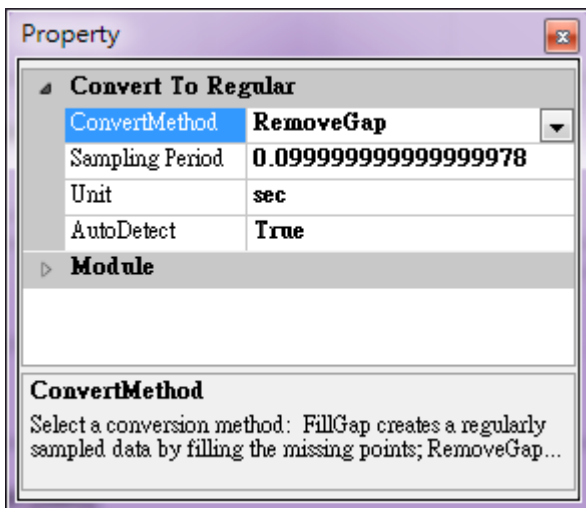 Property
Convert To Regular
ConvertMethod RemoveGap
Sampling Period 0.0999999999999999978
Unit sec
AutoDetect True
Module
ConvertMethod
Select a conversion method: FillGap creates a regularly
sampled data by filling the missing points; RemoveGap...